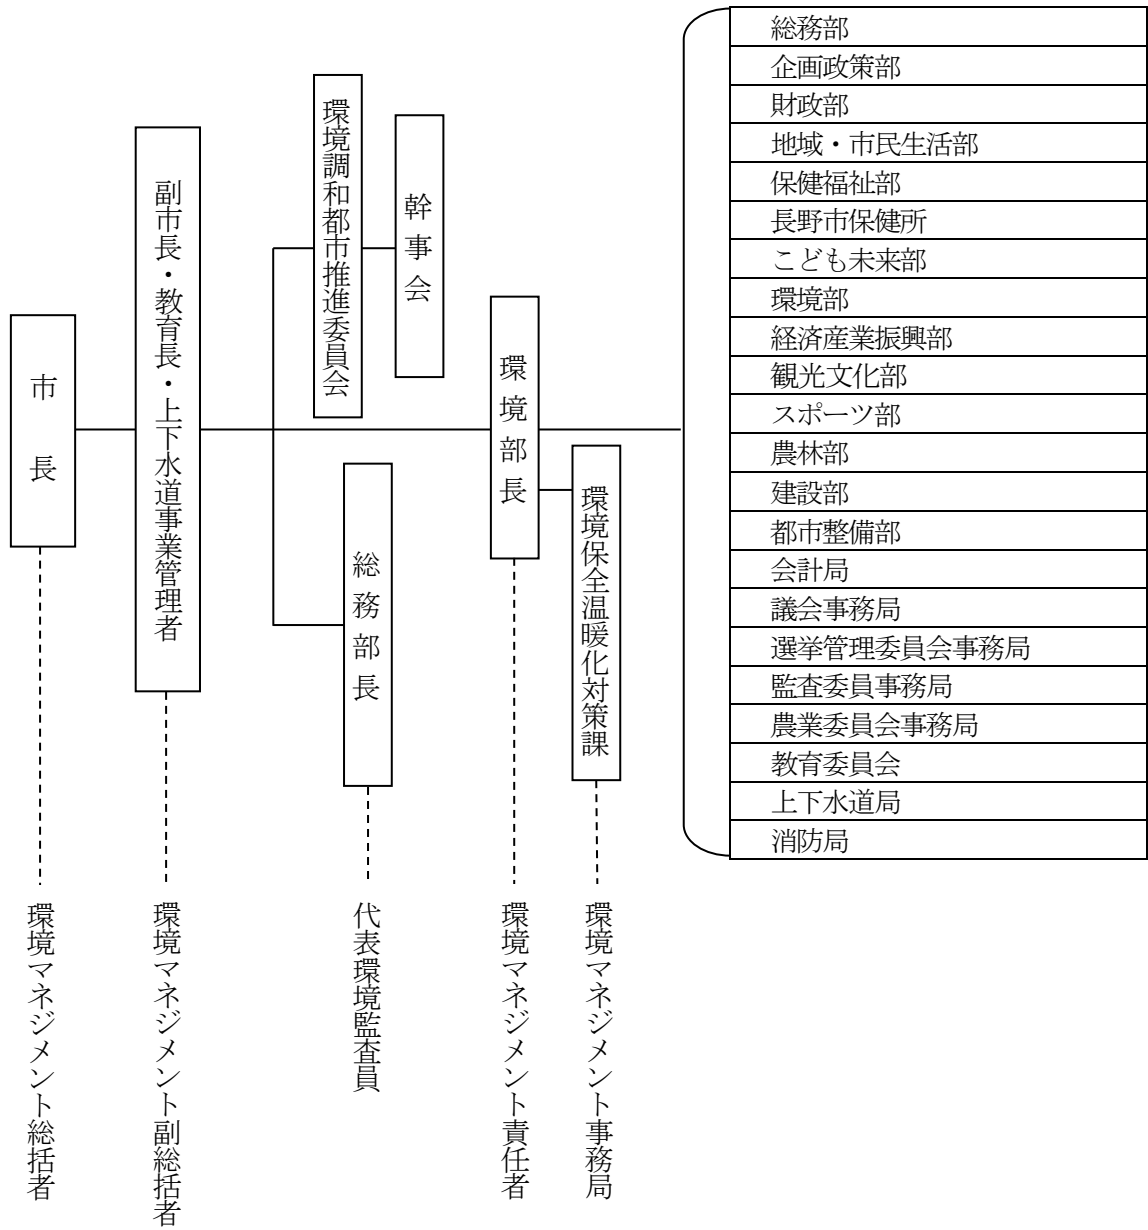 市長
副市長・教育長・上下水道事業管理者
環境調和都市推進委員会
幹事会
総務部長
環境部長
環境保全温暖化対策課
総務部
企画政策部
財政部
地域・市民生活部
保健福祉部
長野市保健所
こども未来部
環境部
経済産業振興部
観光文化部
スポーツ部
農林部
建設部
都市整備部
会計局
議会事務局
選挙管理委員会事務局
監査委員事務局
農業委員会事務局
教育委員会
上下水道局
消防局
環境マネジメント総括者
環境マネジメント副総括者
代表環境監査員
環境マネジメント責任者
環境マネジメント事務局